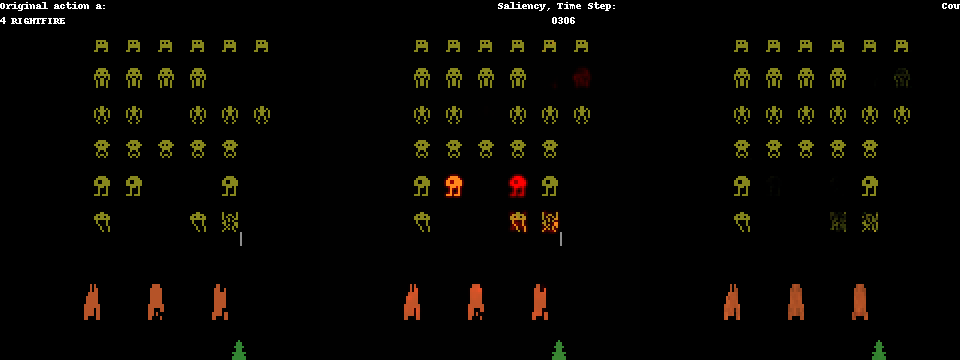 Original action a:
4 RIGHTFIRE
Saliency, Time Step:
0306
Cou